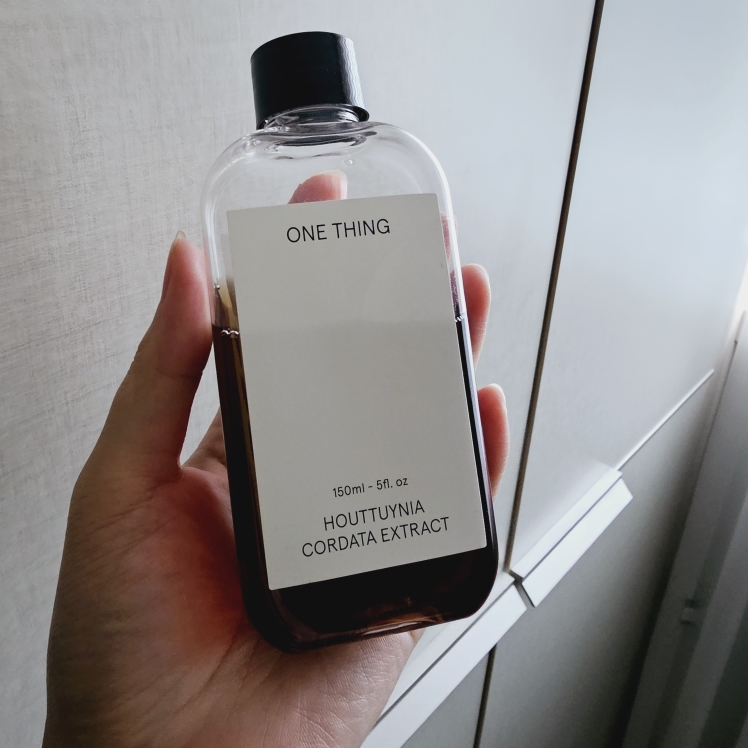 ONE THING
150ml - 5fl. oz
HOUTTUYNIA
CORDATA EXTRACT